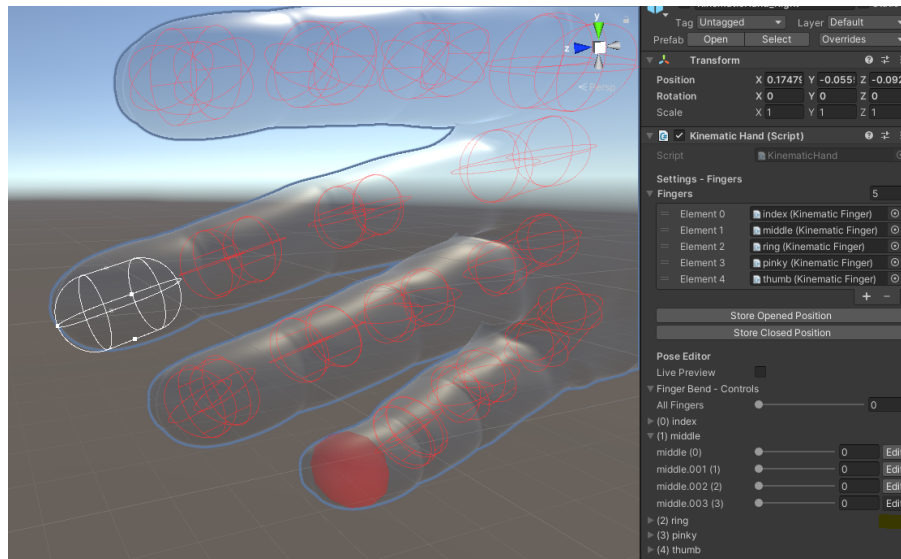 Tag Untagged Layer Default
Prefab Open Select Overrides
Transform
Position X 0.17479 Y -0.055 Z -0.092
Rotation X 0 Y 0 Z 0
Scale X 1 Y 1 Z 1
Kinematic Hand (Script)
Script KinematicHand
Settings - Fingers
Fingers 5
Element 0 index (Kinematic Finger)
Element 1 middle (Kinematic Finger)
Element 2 ring (Kinematic Finger)
Element 3 pinky (Kinematic Finger)
Element 4 thumb (Kinematic Finger)
+ -
Store Opened Position
Store Closed Position
Pose Editor
Live Preview
Finger Bend - Controls
All Fingers 0
(0) index
(1) middle
middle (0) 0 Edit
middle.001 (1) 0 Edit
middle.002 (2) 0 Edit
middle.003 (3) 0 Edit
(2) ring
(3) pinky
(4) thumb
y
z
Persp